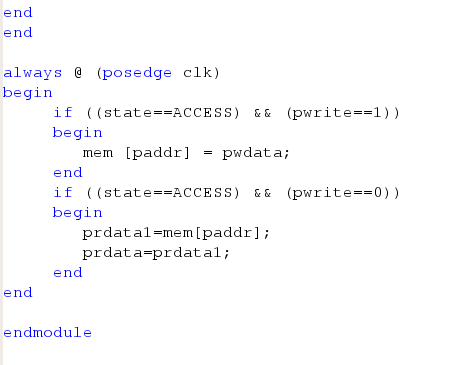 end
end
always @ (posedge clk)
begin
if ((state==ACCESS) && (pwrite==1))
begin
mem [paddr] = pwdata;
end
if ((state==ACCESS) && (pwrite==0))
begin
prdata1=mem[paddr];
prdata=prdata1;
end
end
endmodule